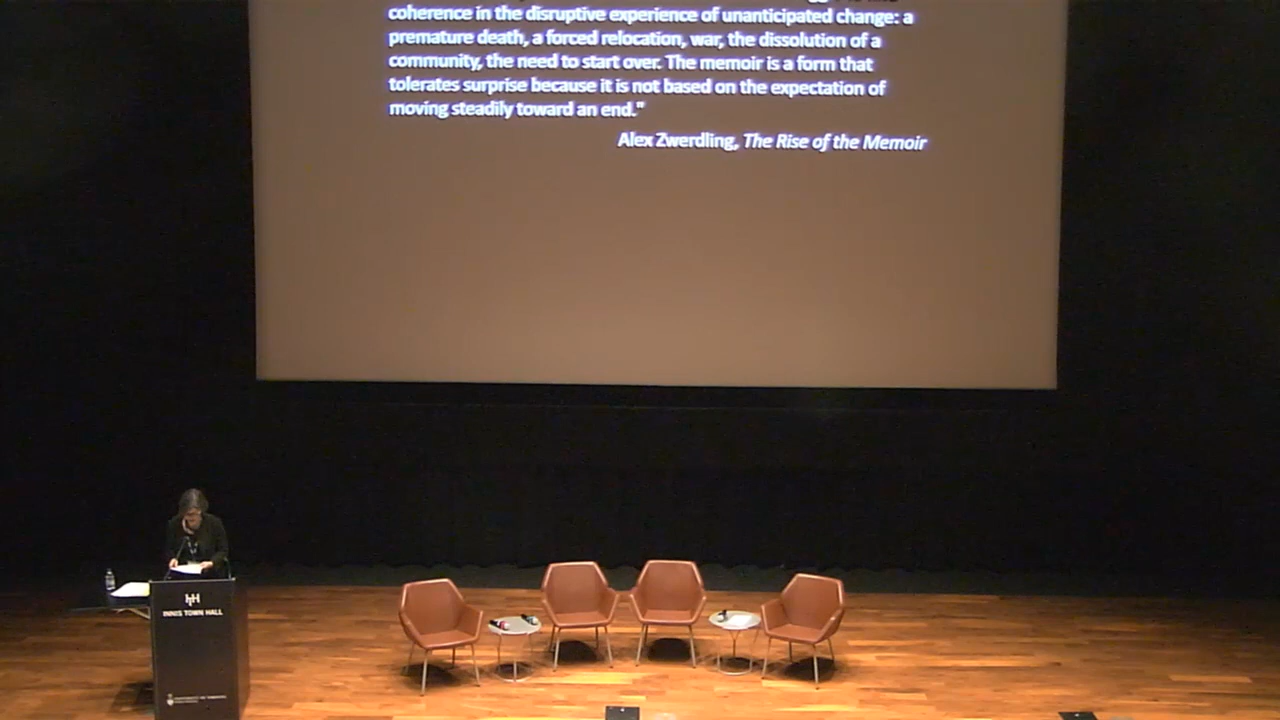 coherence in the disruptive experience of unanticipated change: a
premature death, a forced relocation, war, the dissolution of a
community, the need to start over. The memoir is a form that
tolerates surprise because it is not based on the expectation of
moving steadily toward an end."
Alex Zwerdling, The Rise of the Memoir
INNIS TOWN HALL